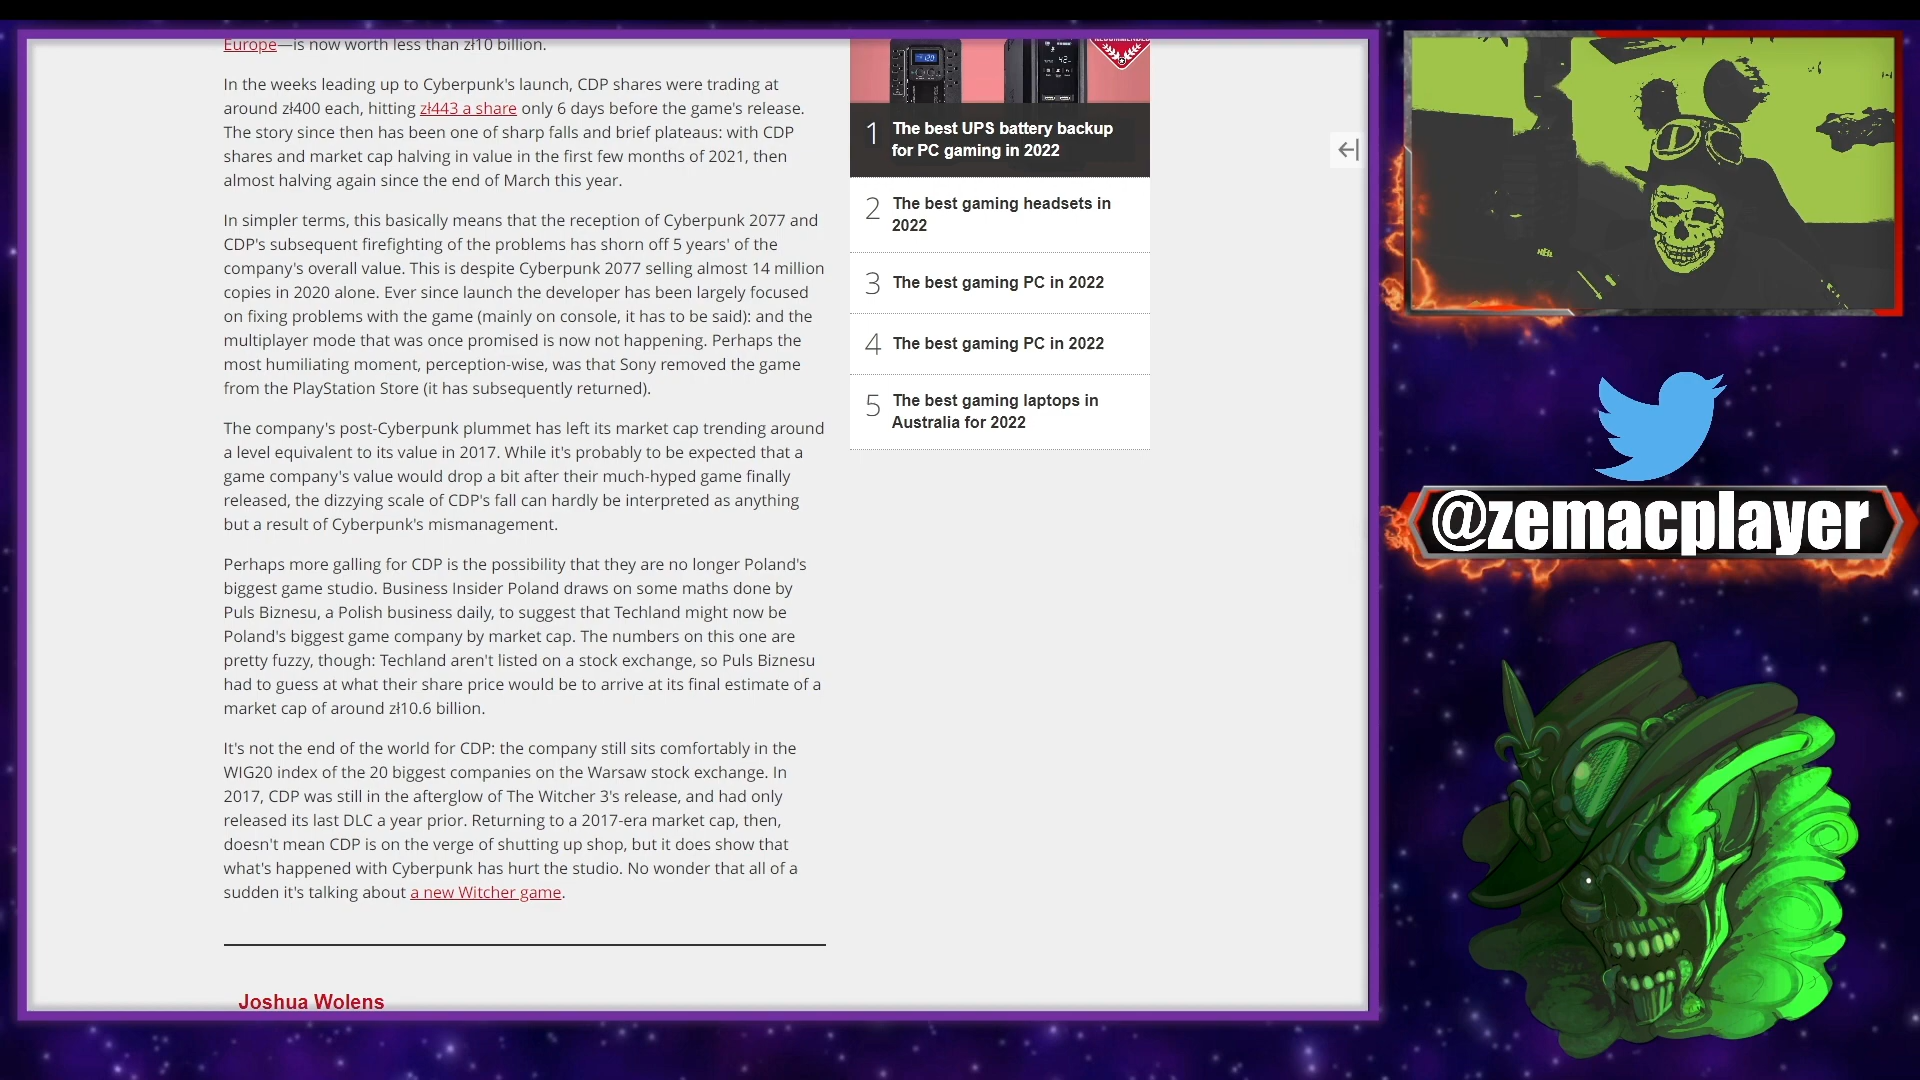 Europe—is now worth less than zł10 billion.
In the weeks leading up to Cyberpunk's launch, CDP shares were trading at
around zł400 each, hitting zł443 a share only 6 days before the game's release.
The story since then has been one of sharp falls and brief plateaus: with CDP
shares and market cap halving in value in the first few months of 2021, then
almost halving again since the end of March this year.
In simpler terms, this basically means that the reception of Cyberpunk 2077 and
CDP's subsequent firefighting of the problems has shorn off 5 years' of the
company's overall value. This is despite Cyberpunk 2077 selling almost 14 million
copies in 2020 alone. Ever since launch the developer has been largely focused
on fixing problems with the game (mainly on console, it has to be said): and the
multiplayer mode that was once promised is now not happening. Perhaps the
most humiliating moment, perception-wise, was that Sony removed the game
from the PlayStation Store (it has subsequently returned).
The company's post-Cyberpunk plummet has left its market cap trending around
a level equivalent to its value in 2017. While it's probably to be expected that a
game company's value would drop a bit after their much-hyped game finally
released, the dizzying scale of CDP's fall can hardly be interpreted as anything
but a result of Cyberpunk's mismanagement.
Perhaps more galling for CDP is the possibility that they are no longer Poland's
biggest game studio. Business Insider Poland draws on some maths done by
Puls Biznesu, a Polish business daily, to suggest that Techland might now be
Poland's biggest game company by market cap. The numbers on this one are
pretty fuzzy, though: Techland aren't listed on a stock exchange, so Puls Biznesu
had to guess at what their share price would be to arrive at its final estimate of a
market cap of around zł10.6 billion.
It's not the end of the world for CDP: the company still sits comfortably in the
WIG20 index of the 20 biggest companies on the Warsaw stock exchange. In
2017, CDP was still in the afterglow of The Witcher 3's release, and had only
released its last DLC a year prior. Returning to a 2017-era market cap, then,
doesn't mean CDP is on the verge of shutting up shop, but it does show that
what's happened with Cyberpunk has hurt the studio. No wonder that all of a
sudden it's talking about a new Witcher game.
Joshua Wolens
1 The best UPS battery backup
for PC gaming in 2022
2 The best gaming headsets in
2022
3 The best gaming PC in 2022
4 The best gaming PC in 2022
5 The best gaming laptops in
Australia for 2022
@zemacplayer